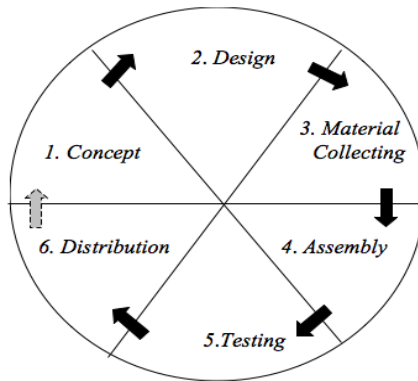 2. Design
3. Material
Collecting
1. Concept
6. Distribution
4. Assembly
5.Testing